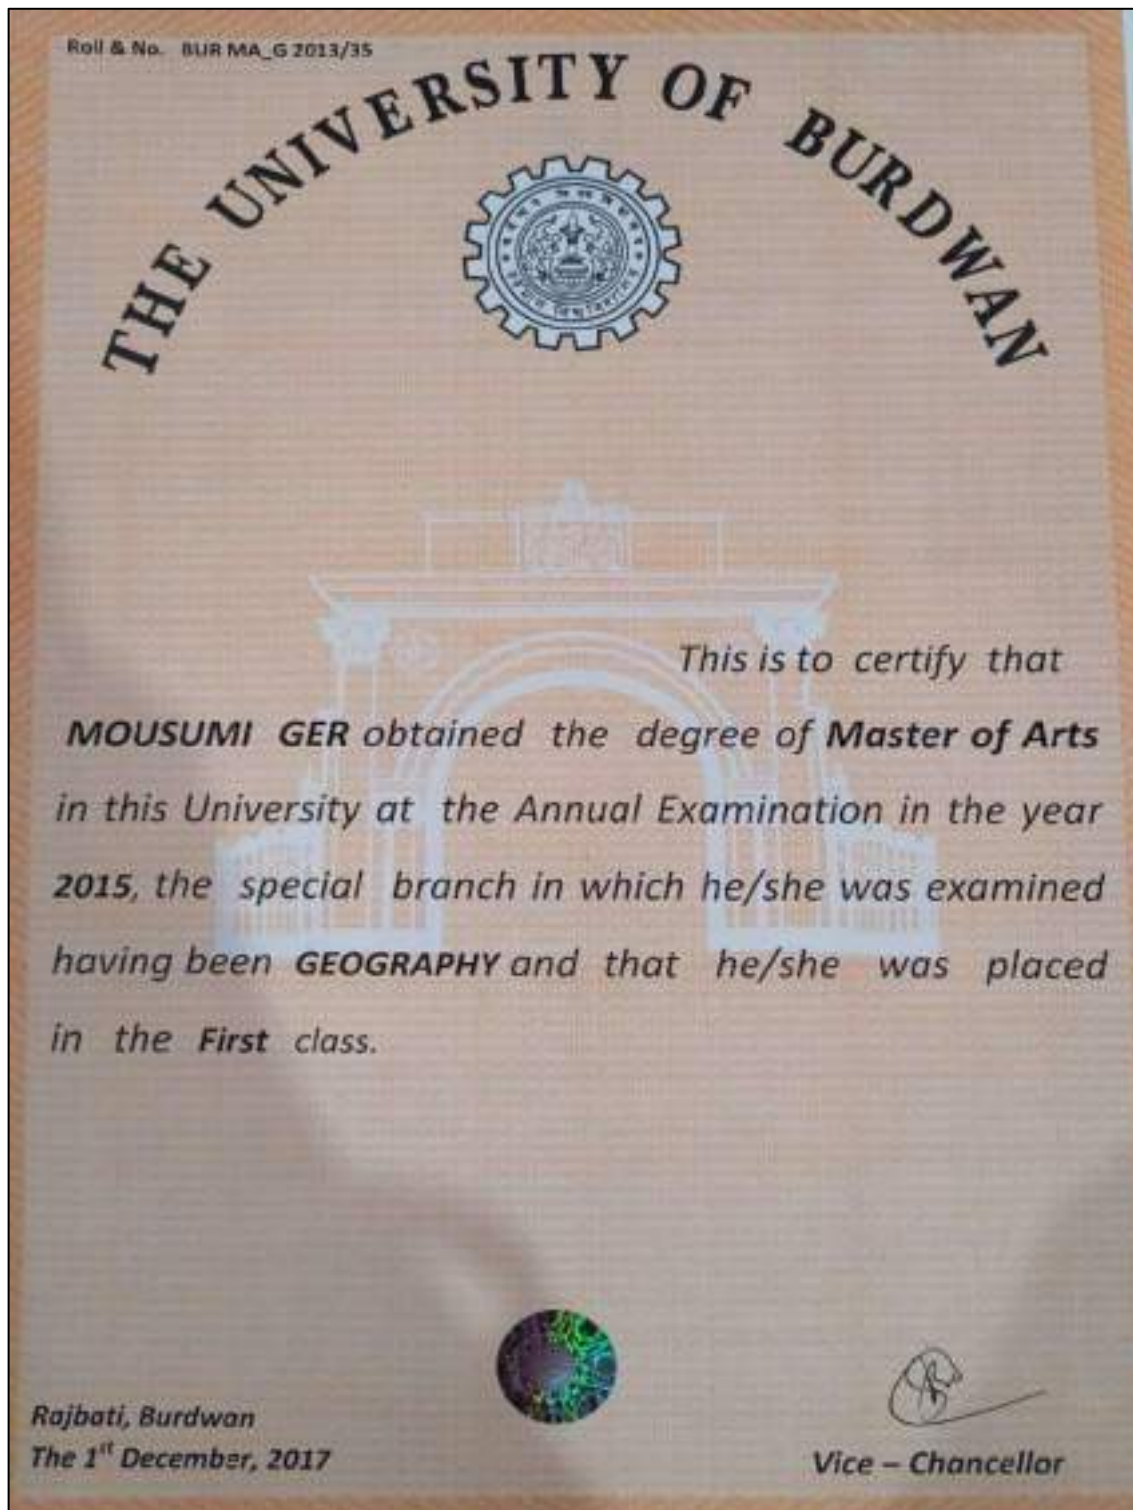 Roll & No. BUR MA_G 2013/35
THE UNIVERSITY OF BURDWAN
This is to certify that
MOUSUMI GER obtained the degree of Master of Arts
in this University at the Annual Examination in the year
2015, the special branch in which he/she was examined
having been GEOGRAPHY and that he/she was placed
in the First class.
Rajbati, Burdwan
The 1st December, 2017
Vice – Chancellor